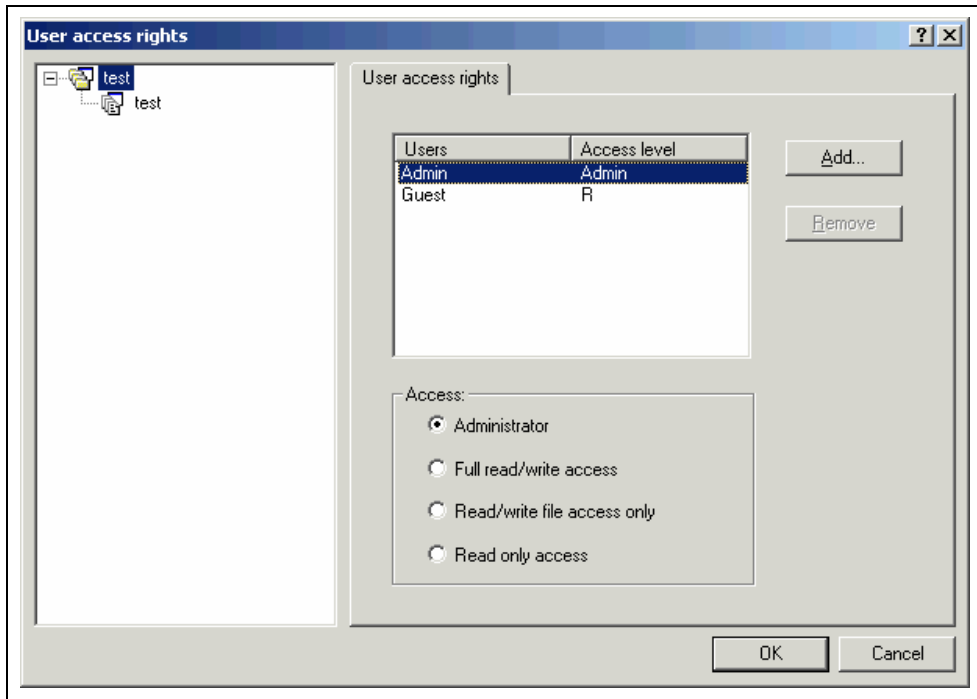 User access rights
test
test
User access rights
Users Access level
Admin Admin
Guest R
Add...
Remove
Access:
Administrator
Full read/write access
Read/write file access only
Read only access
OK Cancel